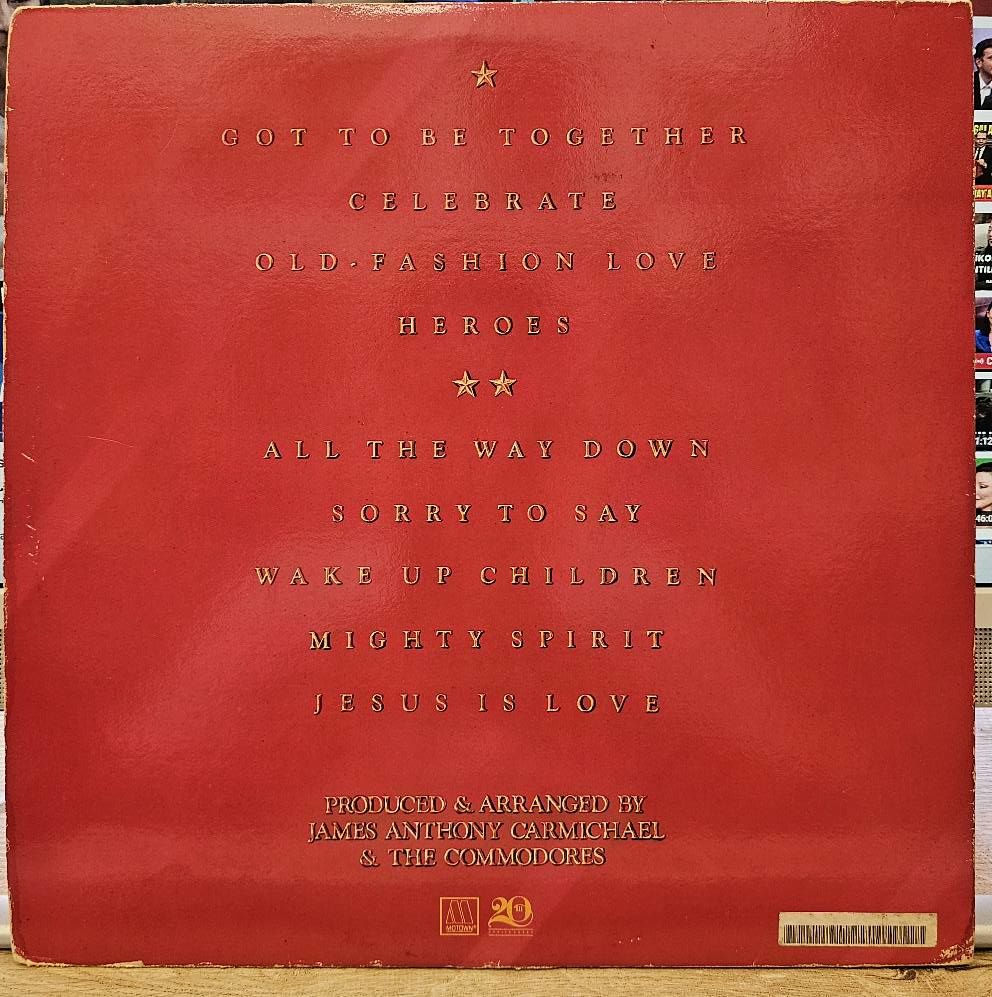 GOT TO BE TOGETHER
CELEBRATE
OLD-FASHION LOVE
HEROES
ALL THE WAY DOWN
SORRY TO SAY
WAKE UP CHILDREN
MIGHTY SPIRIT
JESUS IS LOVE
PRODUCED & ARRANGED BY
JAMES ANTHONY CARMICHAEL
& THE COMMODORES
MOTOWN®
20TH